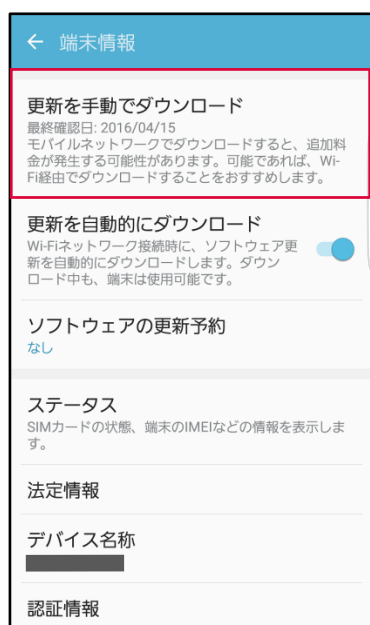 ← 端末情報
更新を手動でダウンロード
最終確認日: 2016/04/15
モバイルネットワークでダウンロードすると、追加料
金が発生する可能性があります。可能であれば、Wi-
Fi経由でダウンロードすることをおすすめします。
更新を自動的にダウンロード
Wi-Fiネットワーク接続時に、ソフトウェア更
新を自動的にダウンロードします。ダウン
ロード中も、端末は使用可能です。
ソフトウェアの更新予約
なし
ステータス
SIMカードの状態、端末のIMEIなどの情報を表示しま
す。
法定情報
デバイス名称
認証情報